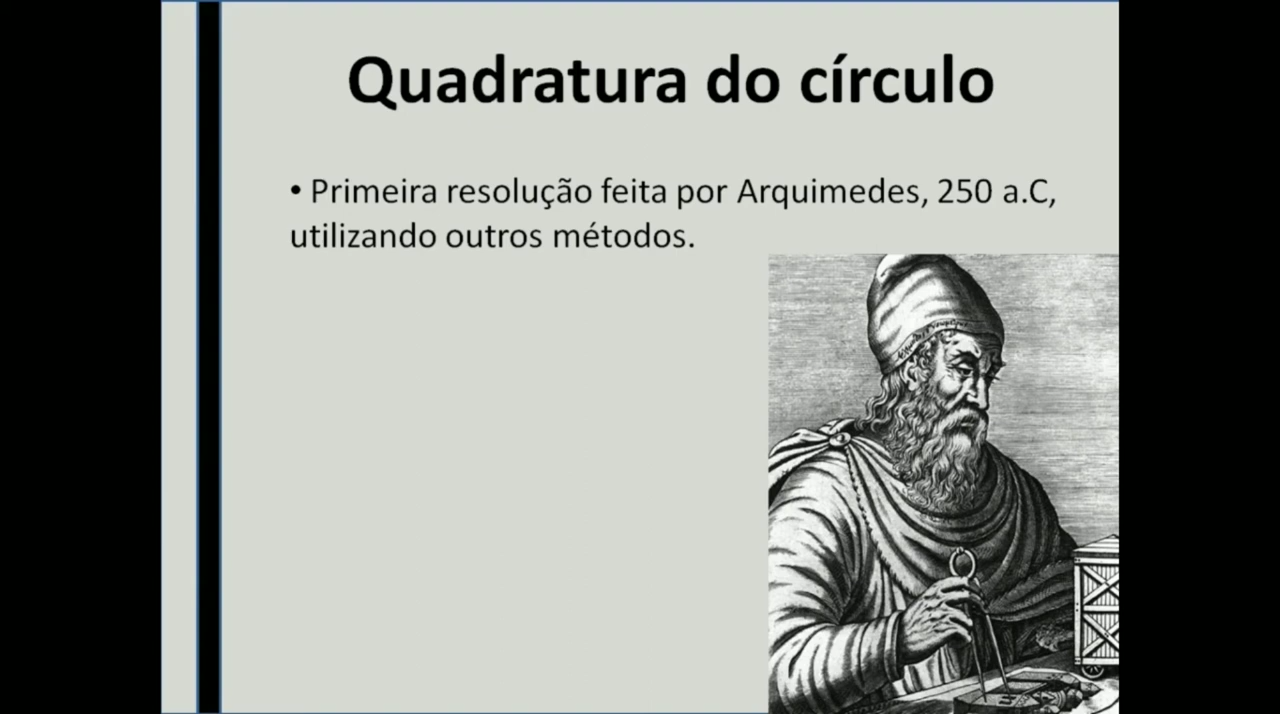 Quadratura do círculo
• Primeira resolução feita por Arquimedes, 250 a.C,
utilizando outros métodos.